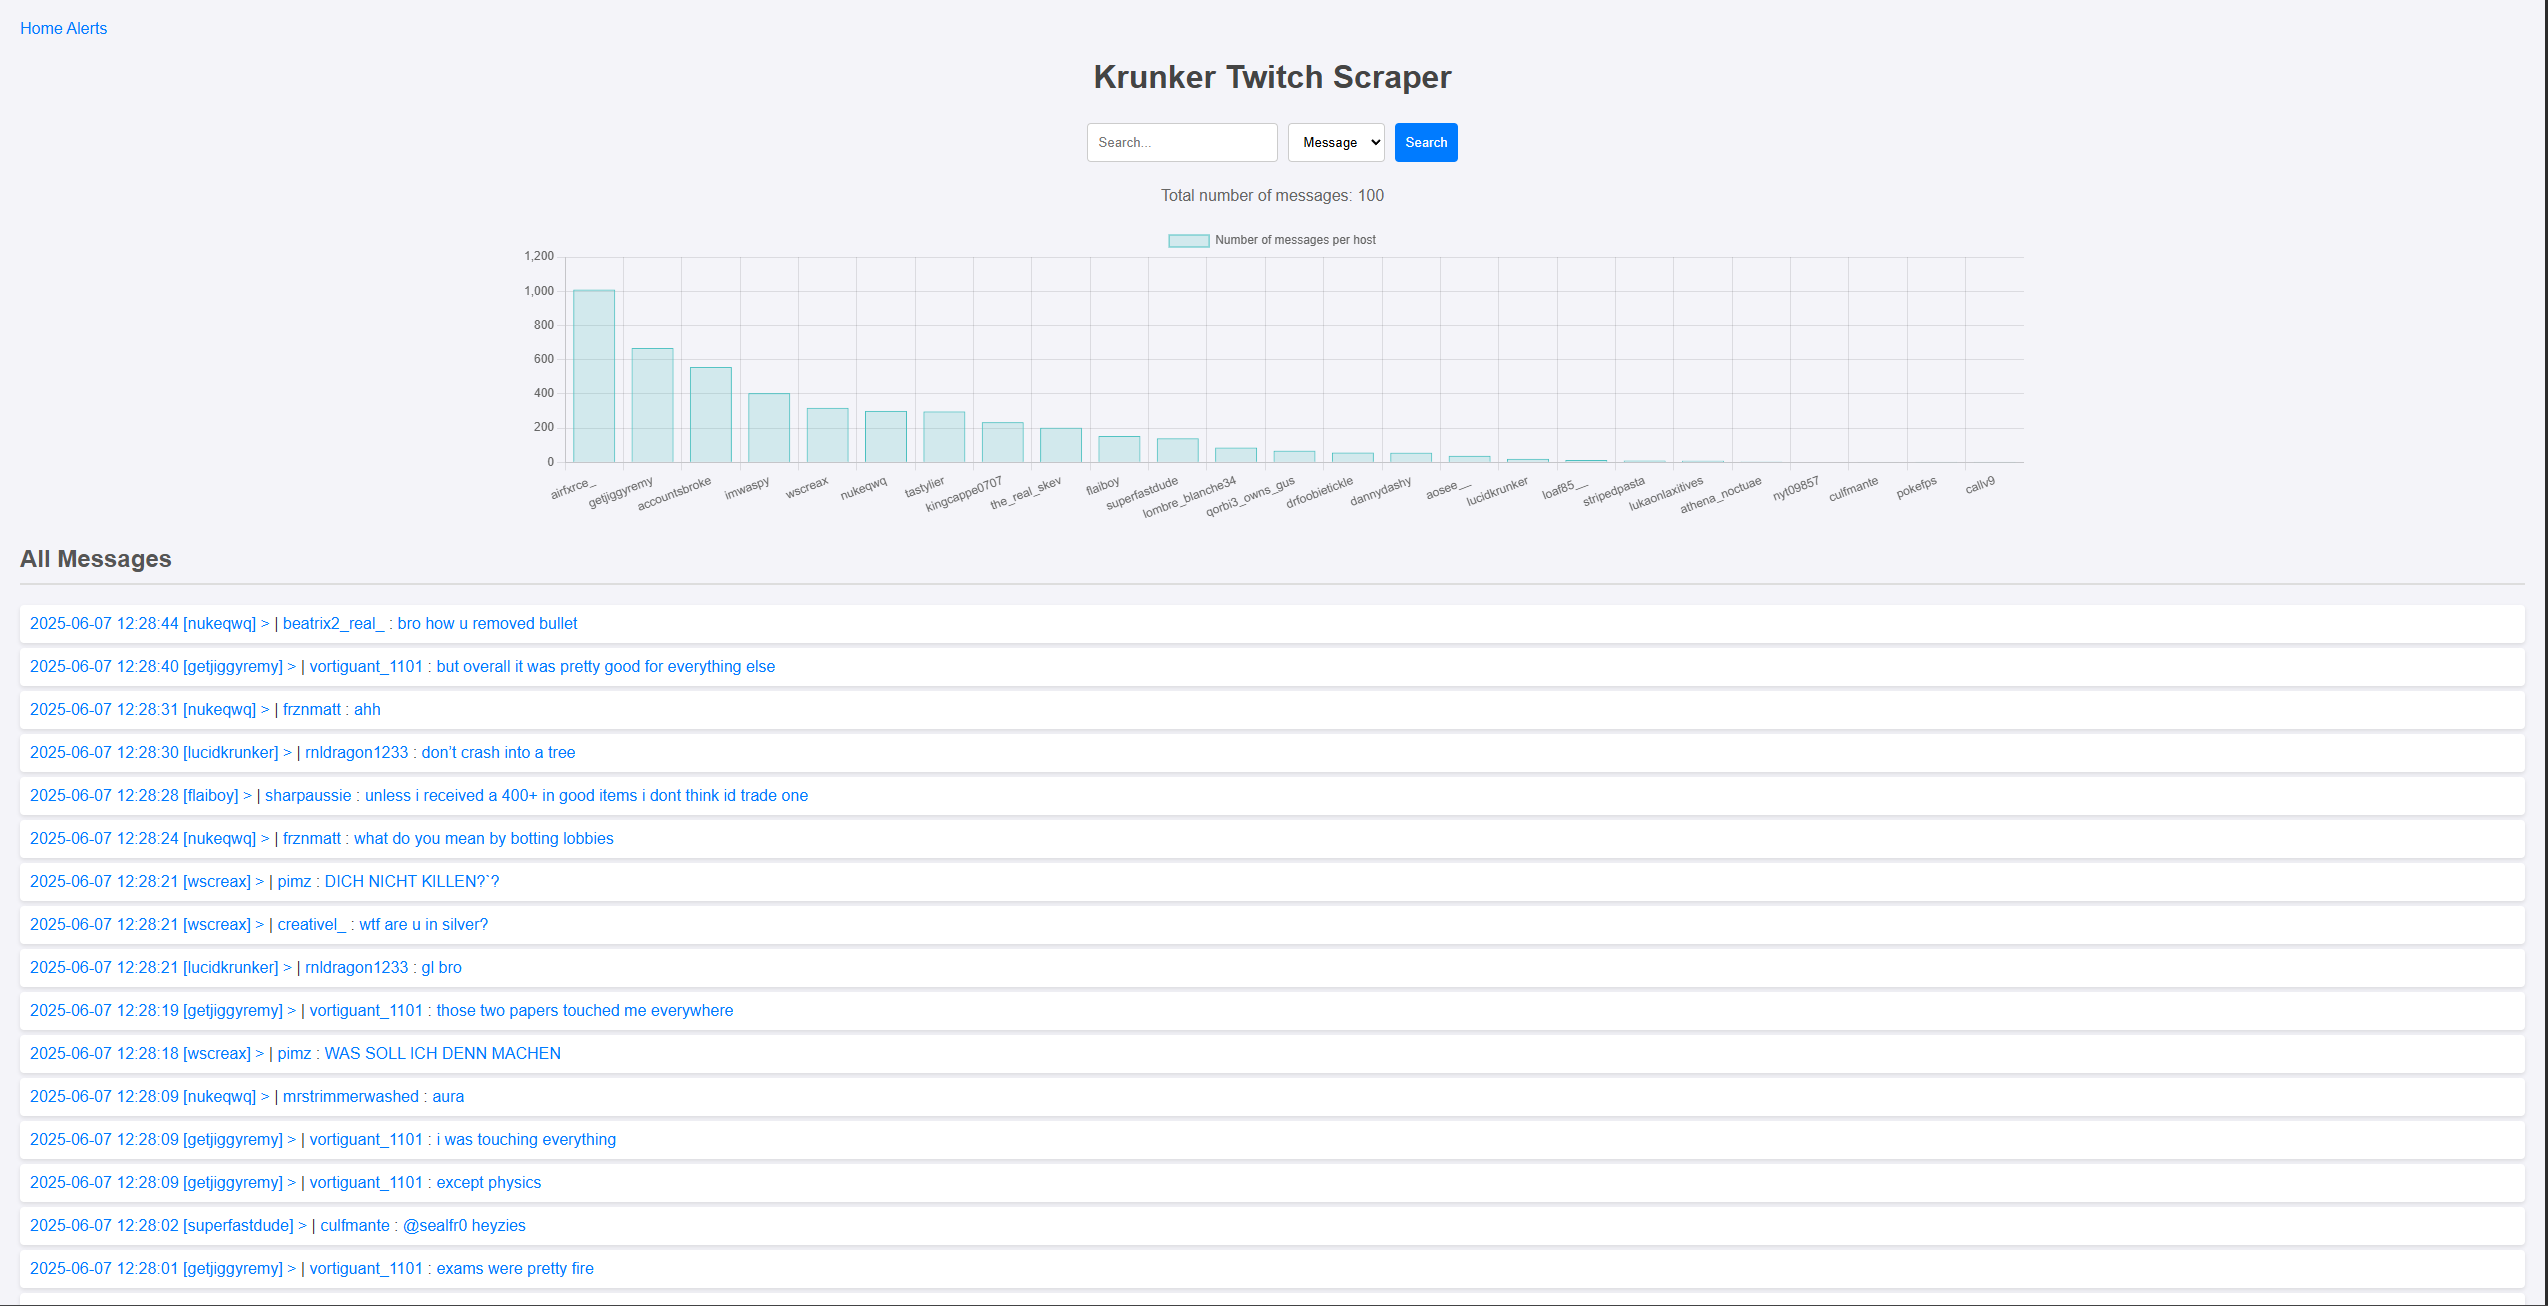 Home Alerts
Krunker Twitch Scraper
Search... Message Search
Total number of messages: 100
Number of messages per host
1,200
1,000
800
600
400
200
0
airfxrce_ getjiggyremy accountsbroke imwaspy wscreax nukeqwq tastylier kingcappe0707 the_real_skev flaiboy superfastdude lombre_blanche34 qorbi3_owns_gus drfoobietickle dannydashy aosee__ lucidkrunker loaf85__ stripedpasta lukaonlaxitives athena_noctuae nyt09857 culfmante pokefps callv9
All Messages
2025-06-07 12:28:44 [nukeqwq] > | beatrix2_real_ : bro how u removed bullet
2025-06-07 12:28:40 [getjiggyremy] > | vortiguant_1101 : but overall it was pretty good for everything else
2025-06-07 12:28:31 [nukeqwq] > | frznmatt : ahh
2025-06-07 12:28:30 [lucidkrunker] > | rnldragon1233 : don't crash into a tree
2025-06-07 12:28:28 [flaiboy] > | sharpaussie : unless i received a 400+ in good items i dont think id trade one
2025-06-07 12:28:24 [nukeqwq] > | frznmatt : what do you mean by botting lobbies
2025-06-07 12:28:21 [wscreax] > | pimz : DICH NICHT KILLEN?`?
2025-06-07 12:28:21 [wscreax] > | creativel_ : wtf are u in silver?
2025-06-07 12:28:21 [lucidkrunker] > | rnldragon1233 : gl bro
2025-06-07 12:28:19 [getjiggyremy] > | vortiguant_1101 : those two papers touched me everywhere
2025-06-07 12:28:18 [wscreax] > | pimz : WAS SOLL ICH DENN MACHEN
2025-06-07 12:28:09 [nukeqwq] > | mrstrimmerwashed : aura
2025-06-07 12:28:09 [getjiggyremy] > | vortiguant_1101 : i was touching everything
2025-06-07 12:28:09 [getjiggyremy] > | vortiguant_1101 : except physics
2025-06-07 12:28:02 [superfastdude] > | culfmante : @sealfr0 heyzies
2025-06-07 12:28:01 [getjiggyremy] > | vortiguant_1101 : exams were pretty fire